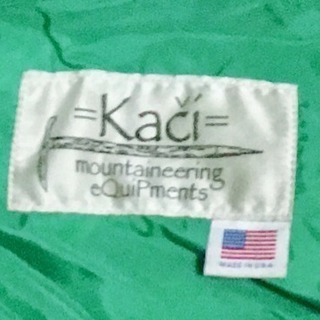 =Kačí=
mountaineering
eQuiPments
MADE IN USA